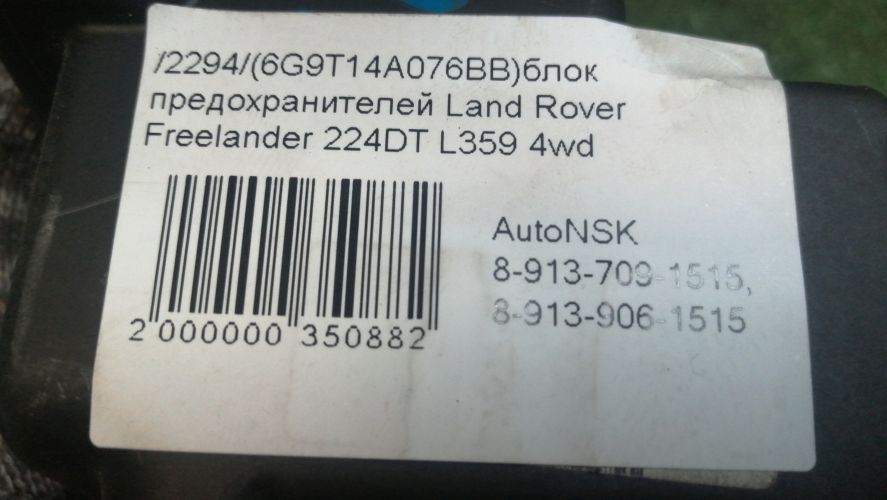 /2294/(6G9T14A076BB)блок
предохранителей Land Rover
Freelander 224DT L359 4wd
AutoNSK
8-913-709-1515,
8-913-906-1515
2 000000 350882